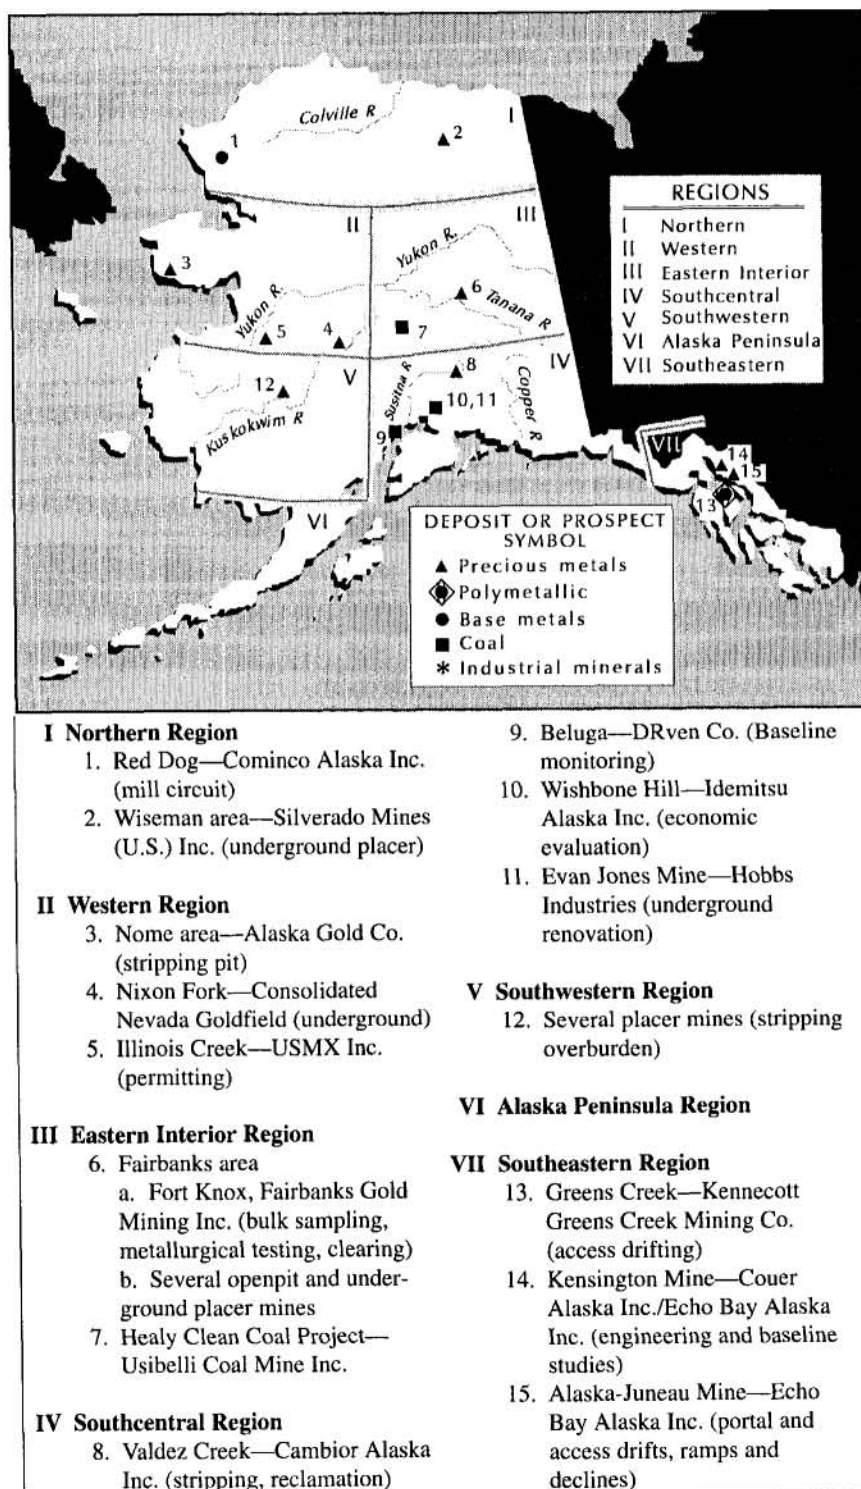 Colville R
I
1
2
REGIONS
I Northern
II Western
III Eastern Interior
IV Southcentral
V Southwestern
VI Alaska Peninsula
VII Southeastern
II
III
3
Yukon R.
Yukon R.
6
Tanana R
5
4
7
V
IV
8
12
Susitna R
10,11
Copper R
Kuskokwim R
9
VII
14
15
13
VI
DEPOSIT OR PROSPECT
SYMBOL
▲ Precious metals
Polymetallic
● Base metals
■ Coal
* Industrial minerals
I Northern Region
1. Red Dog—Cominco Alaska Inc.
(mill circuit)
2. Wiseman area—Silverado Mines
(U.S.) Inc. (underground placer)
II Western Region
3. Nome area—Alaska Gold Co.
(stripping pit)
4. Nixon Fork—Consolidated
Nevada Goldfield (underground)
5. Illinois Creek—USMX Inc.
(permitting)
III Eastern Interior Region
6. Fairbanks area
a. Fort Knox, Fairbanks Gold
Mining Inc. (bulk sampling,
metallurgical testing, clearing)
b. Several openpit and under-
ground placer mines
7. Healy Clean Coal Project—
Usibelli Coal Mine Inc.
IV Southcentral Region
8. Valdez Creek—Cambior Alaska
Inc. (stripping, reclamation)
9. Beluga—DRven Co. (Baseline
monitoring)
10. Wishbone Hill—Idemitsu
Alaska Inc. (economic
evaluation)
11. Evan Jones Mine—Hobbs
Industries (underground
renovation)
V Southwestern Region
12. Several placer mines (stripping
overburden)
VI Alaska Peninsula Region
VII Southeastern Region
13. Greens Creek—Kennecott
Greens Creek Mining Co.
(access drifting)
14. Kensington Mine—Couer
Alaska Inc./Echo Bay Alaska
Inc. (engineering and baseline
studies)
15. Alaska-Juneau Mine—Echo
Bay Alaska Inc. (portal and
access drifts, ramps and
declines)